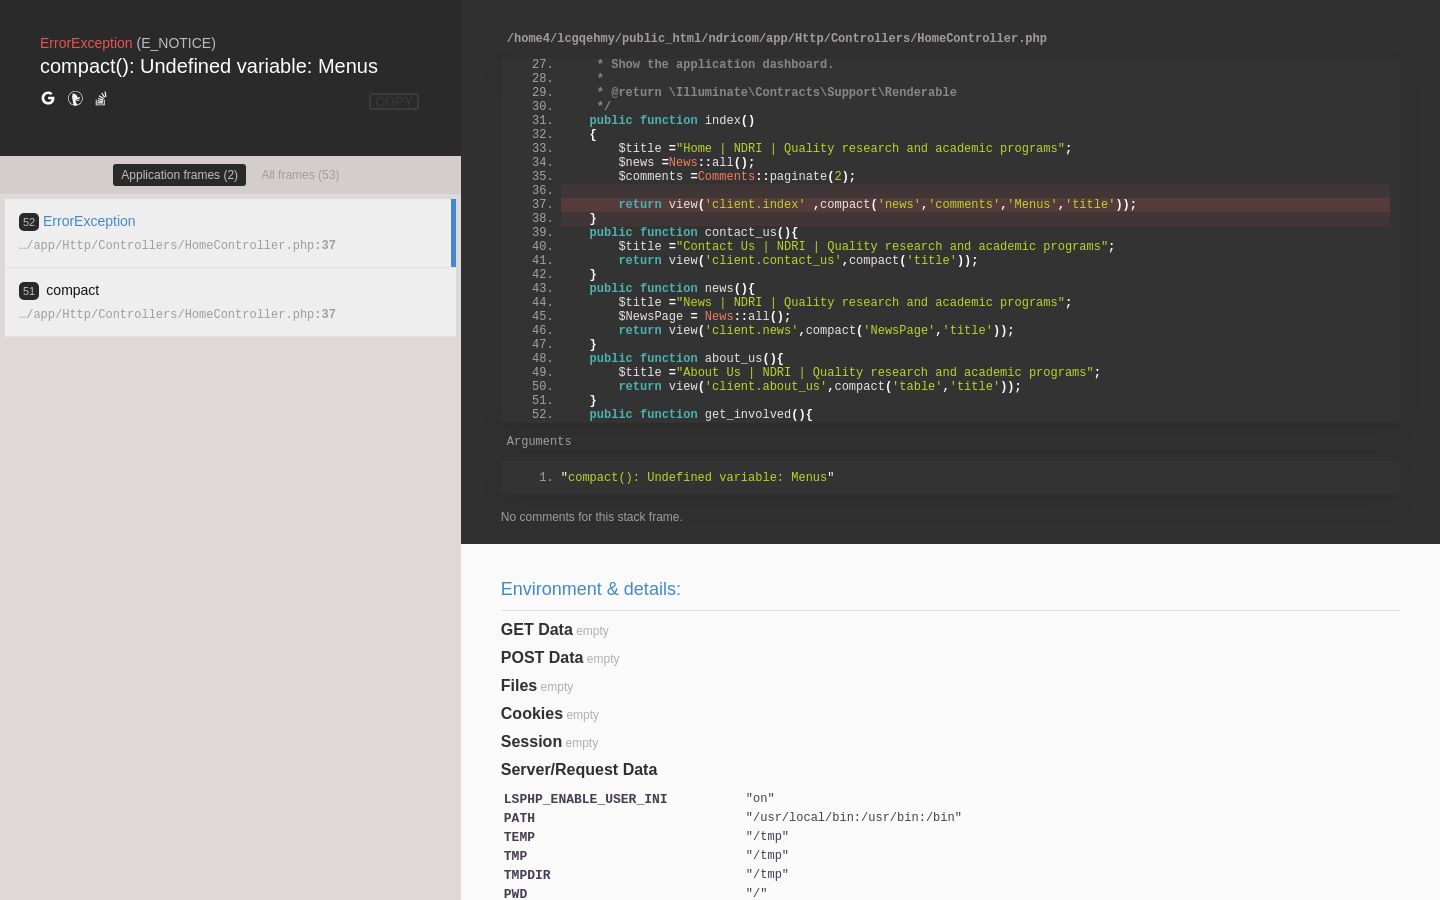 ErrorException (E_NOTICE)
compact(): Undefined variable: Menus
COPY
Application frames (2)
All frames (53)
52 ErrorException
…/app/Http/Controllers/HomeController.php:37
51 compact
…/app/Http/Controllers/HomeController.php:37
/home4/lcgqehmy/public_html/ndricom/app/Http/Controllers/HomeController.php
27.      * Show the application dashboard.
28.      *
29.      * @return \Illuminate\Contracts\Support\Renderable
30.      */
31.     public function index()
32.     {
33.         $title ="Home | NDRI | Quality research and academic programs";
34.         $news =News::all();
35.         $comments =Comments::paginate(2);
36.
37.         return view('client.index' ,compact('news','comments','Menus','title'));
38.     }
39.     public function contact_us(){
40.         $title ="Contact Us | NDRI | Quality research and academic programs";
41.         return view('client.contact_us',compact('title'));
42.     }
43.     public function news(){
44.         $title ="News | NDRI | Quality research and academic programs";
45.         $NewsPage = News::all();
46.         return view('client.news',compact('NewsPage','title'));
47.     }
48.     public function about_us(){
49.         $title ="About Us | NDRI | Quality research and academic programs";
50.         return view('client.about_us',compact('table','title'));
51.     }
52.     public function get_involved(){
Arguments
1. "compact(): Undefined variable: Menus"
No comments for this stack frame.
Environment & details:
GET Data empty
POST Data empty
Files empty
Cookies empty
Session empty
Server/Request Data
LSPHP_ENABLE_USER_INI "on"
PATH "/usr/local/bin:/usr/bin:/bin"
TEMP "/tmp"
TMP "/tmp"
TMPDIR "/tmp"
PWD "/"